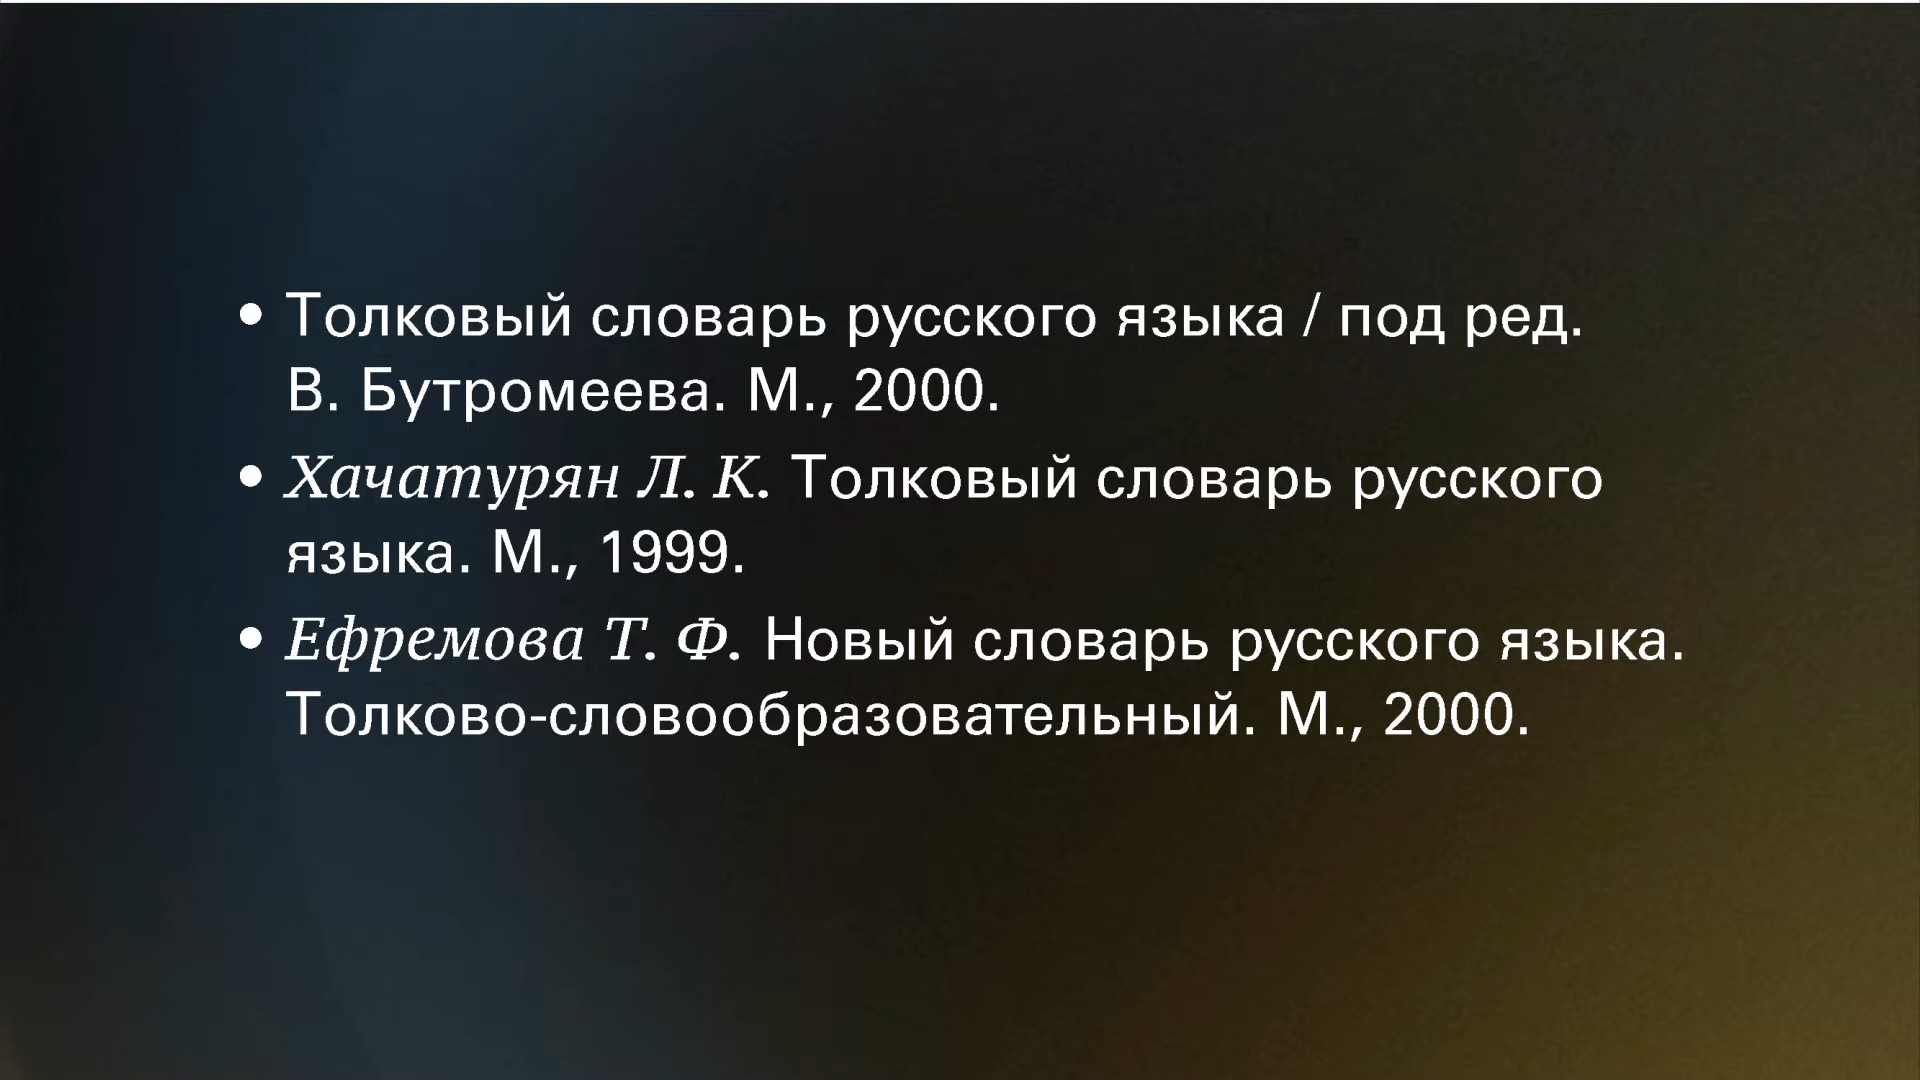 • Толковый словарь русского языка / под ред.
В. Бутромеева. М., 2000.
• Хачатурян Л. К. Толковый словарь русского
языка. М., 1999.
• Ефремова Т. Ф. Новый словарь русского языка.
Толково-словообразовательный. М., 2000.